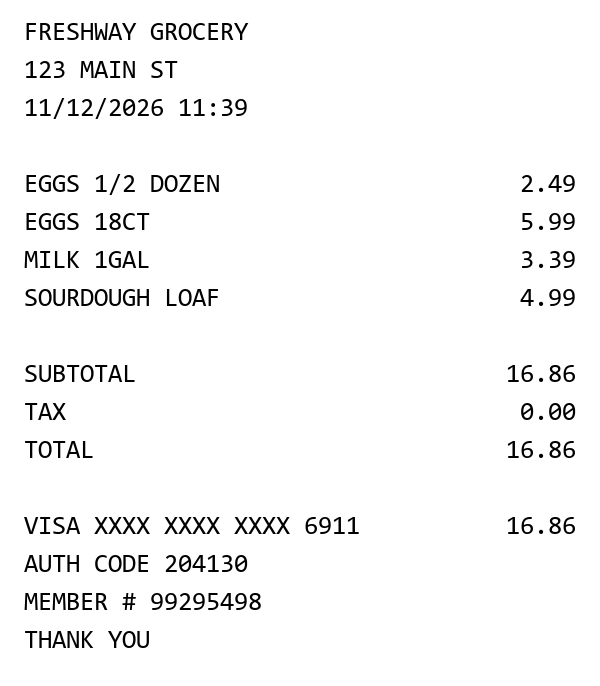 FRESHWAY GROCERY
123 MAIN ST
11/12/2026 11:39
EGGS 1/2 DOZEN 2.49
EGGS 18CT 5.99
MILK 1GAL 3.39
SOURDOUGH LOAF 4.99
SUBTOTAL 16.86
TAX 0.00
TOTAL 16.86
VISA XXXX XXXX XXXX 6911 16.86
AUTH CODE 204130
MEMBER # 99295498
THANK YOU